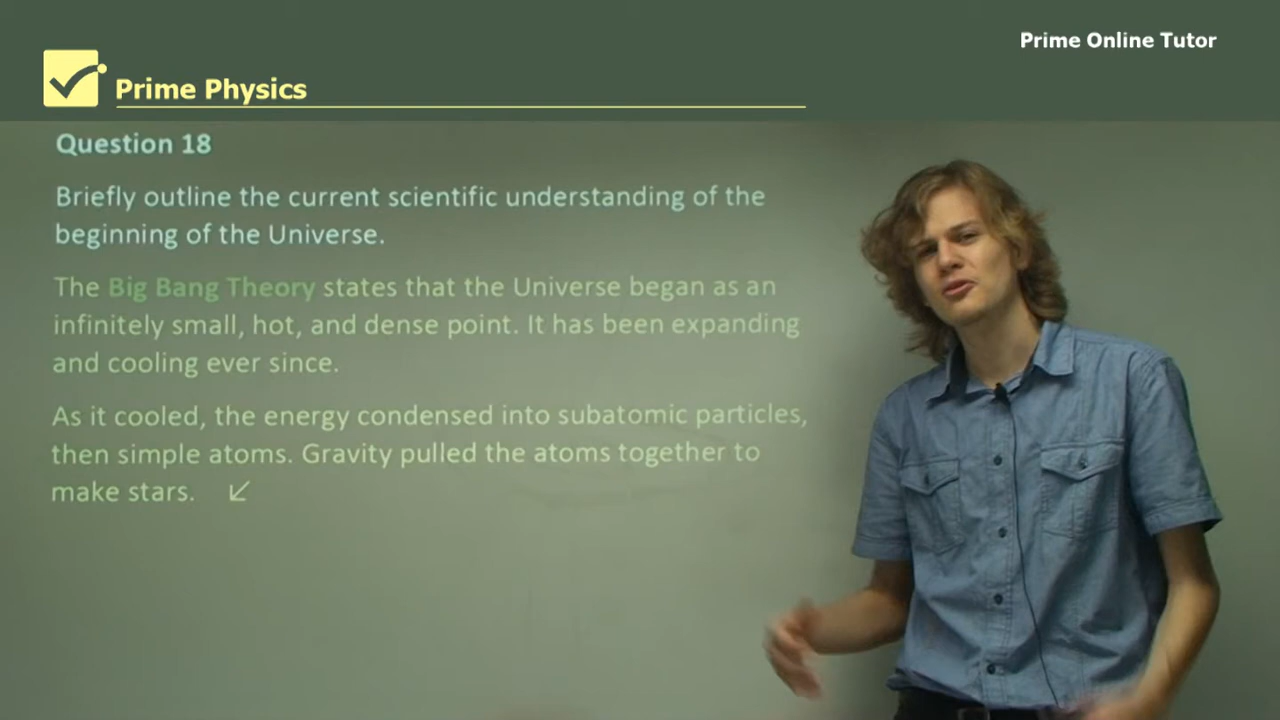 Prime Online Tutor
Prime Physics
Question 18
Briefly outline the current scientific understanding of the
beginning of the Universe.
The Big Bang Theory states that the Universe began as an
infinitely small, hot, and dense point. It has been expanding
and cooling ever since.
As it cooled, the energy condensed into subatomic particles,
then simple atoms. Gravity pulled the atoms together to
make stars.